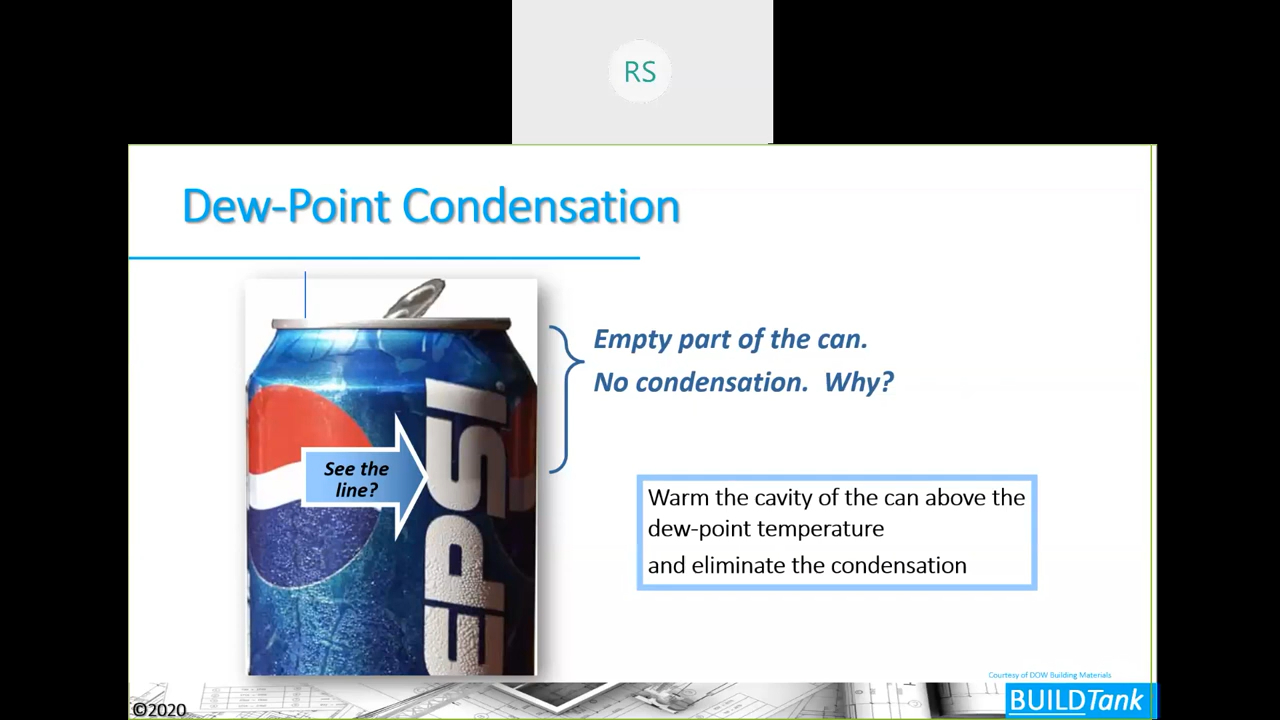 RS
Dew-Point Condensation
Empty part of the can.
No condensation.  Why?
See the
line?
PEPSI
Warm the cavity of the can above the
dew-point temperature
and eliminate the condensation
Courtesy of DOW Building Materials
©2020
BUILDTank